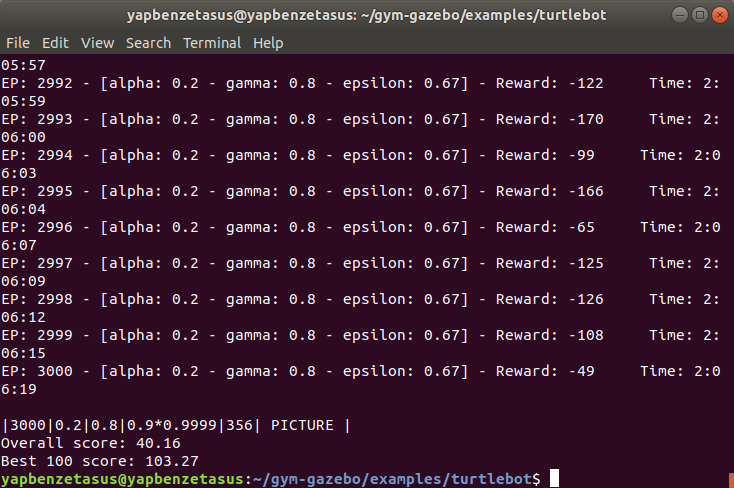 yapbenzetasus@yapbenzetasus: ~/gym-gazebo/examples/turtlebot
File Edit View Search Terminal Help
05:57
EP: 2992 - [alpha: 0.2 - gamma: 0.8 - epsilon: 0.67] - Reward: -122     Time: 2:
05:59
EP: 2993 - [alpha: 0.2 - gamma: 0.8 - epsilon: 0.67] - Reward: -170     Time: 2:
06:00
EP: 2994 - [alpha: 0.2 - gamma: 0.8 - epsilon: 0.67] - Reward: -99     Time: 2:0
6:03
EP: 2995 - [alpha: 0.2 - gamma: 0.8 - epsilon: 0.67] - Reward: -166     Time: 2:
06:04
EP: 2996 - [alpha: 0.2 - gamma: 0.8 - epsilon: 0.67] - Reward: -65     Time: 2:0
6:07
EP: 2997 - [alpha: 0.2 - gamma: 0.8 - epsilon: 0.67] - Reward: -125     Time: 2:
06:09
EP: 2998 - [alpha: 0.2 - gamma: 0.8 - epsilon: 0.67] - Reward: -126     Time: 2:
06:12
EP: 2999 - [alpha: 0.2 - gamma: 0.8 - epsilon: 0.67] - Reward: -108     Time: 2:
06:15
EP: 3000 - [alpha: 0.2 - gamma: 0.8 - epsilon: 0.67] - Reward: -49     Time: 2:0
6:19
|3000|0.2|0.8|0.9*0.9999|356| PICTURE |
Overall score: 40.16
Best 100 score: 103.27
yapbenzetasus@yapbenzetasus:~/gym-gazebo/examples/turtlebot$